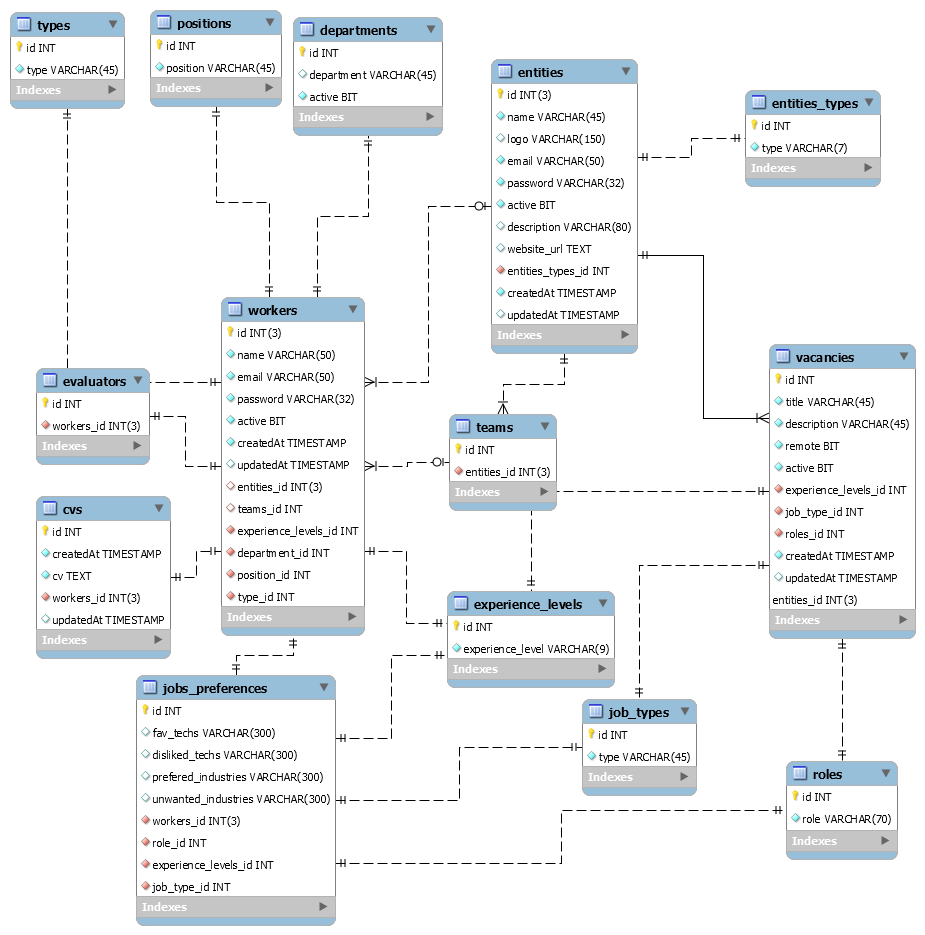 types
id INT
type VARCHAR(45)
Indexes
positions
id INT
position VARCHAR(45)
Indexes
departments
id INT
department VARCHAR(45)
active BIT
Indexes
entities
id INT(3)
name VARCHAR(45)
logo VARCHAR(150)
email VARCHAR(50)
password VARCHAR(32)
active BIT
description VARCHAR(80)
website_url TEXT
entities_types_id INT
createdAt TIMESTAMP
updatedAt TIMESTAMP
Indexes
entities_types
id INT
type VARCHAR(7)
Indexes
workers
id INT(3)
name VARCHAR(50)
email VARCHAR(50)
password VARCHAR(32)
active BIT
createdAt TIMESTAMP
updatedAt TIMESTAMP
entities_id INT(3)
teams_id INT
experience_levels_id INT
department_id INT
position_id INT
type_id INT
Indexes
vacancies
id INT
title VARCHAR(45)
description VARCHAR(45)
remote BIT
active BIT
experience_levels_id INT
job_type_id INT
roles_id INT
createdAt TIMESTAMP
updatedAt TIMESTAMP
entities_id INT(3)
Indexes
evaluators
id INT
workers_id INT(3)
Indexes
teams
id INT
entities_id INT(3)
Indexes
cvs
id INT
createdAt TIMESTAMP
cv TEXT
workers_id INT(3)
updatedAt TIMESTAMP
Indexes
experience_levels
id INT
experience_level VARCHAR(9)
Indexes
jobs_preferences
id INT
fav_techs VARCHAR(300)
disliked_techs VARCHAR(300)
prefered_industries VARCHAR(300)
unwanted_industries VARCHAR(300)
workers_id INT(3)
role_id INT
experience_levels_id INT
job_type_id INT
Indexes
job_types
id INT
type VARCHAR(45)
Indexes
roles
id INT
role VARCHAR(70)
Indexes